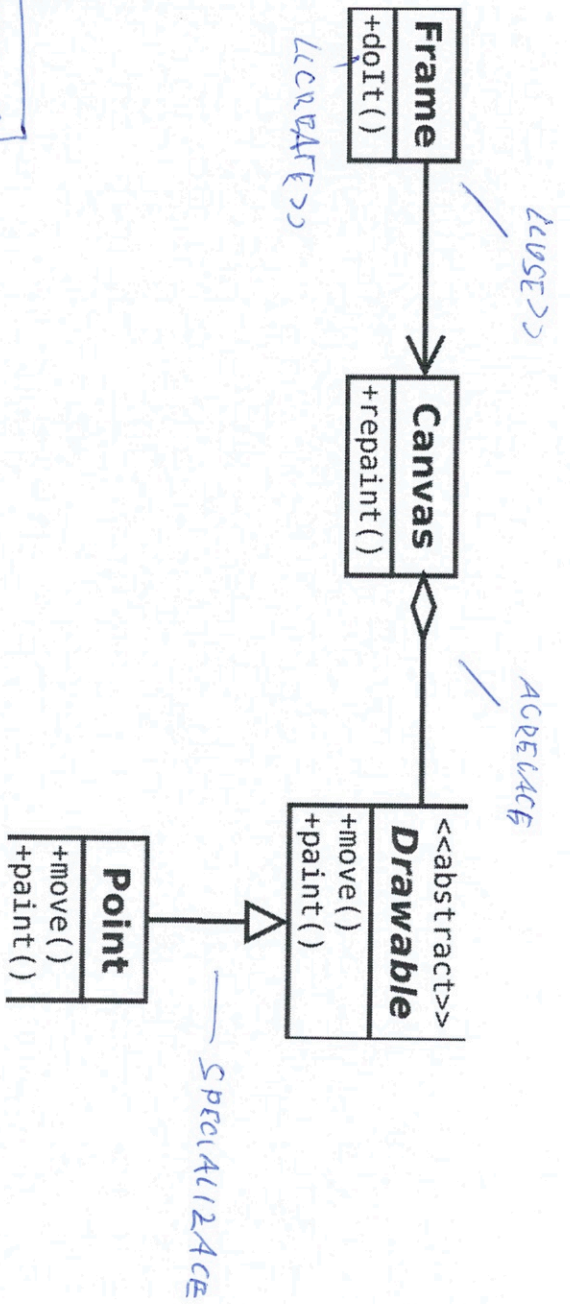 <<USE>>
AGREGACE
Frame
+doIt()
<<CREATE>>
Canvas
+repaint()
<<abstract>>
Drawable
+move()
+paint()
SPECIALIZACE
Point
+move()
+paint()